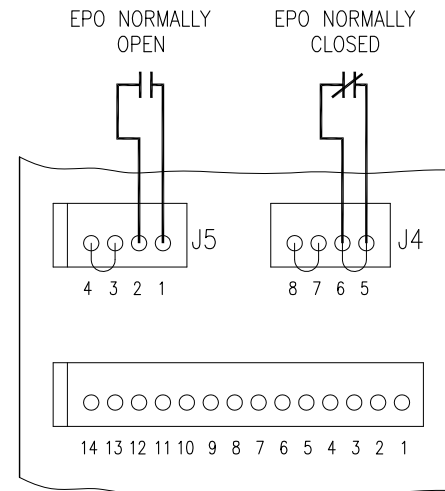 EPO NORMALLY
OPEN
EPO NORMALLY
CLOSED
J5
J4
4 3 2 1
8 7 6 5
14 13 12 11 10 9 8 7 6 5 4 3 2 1